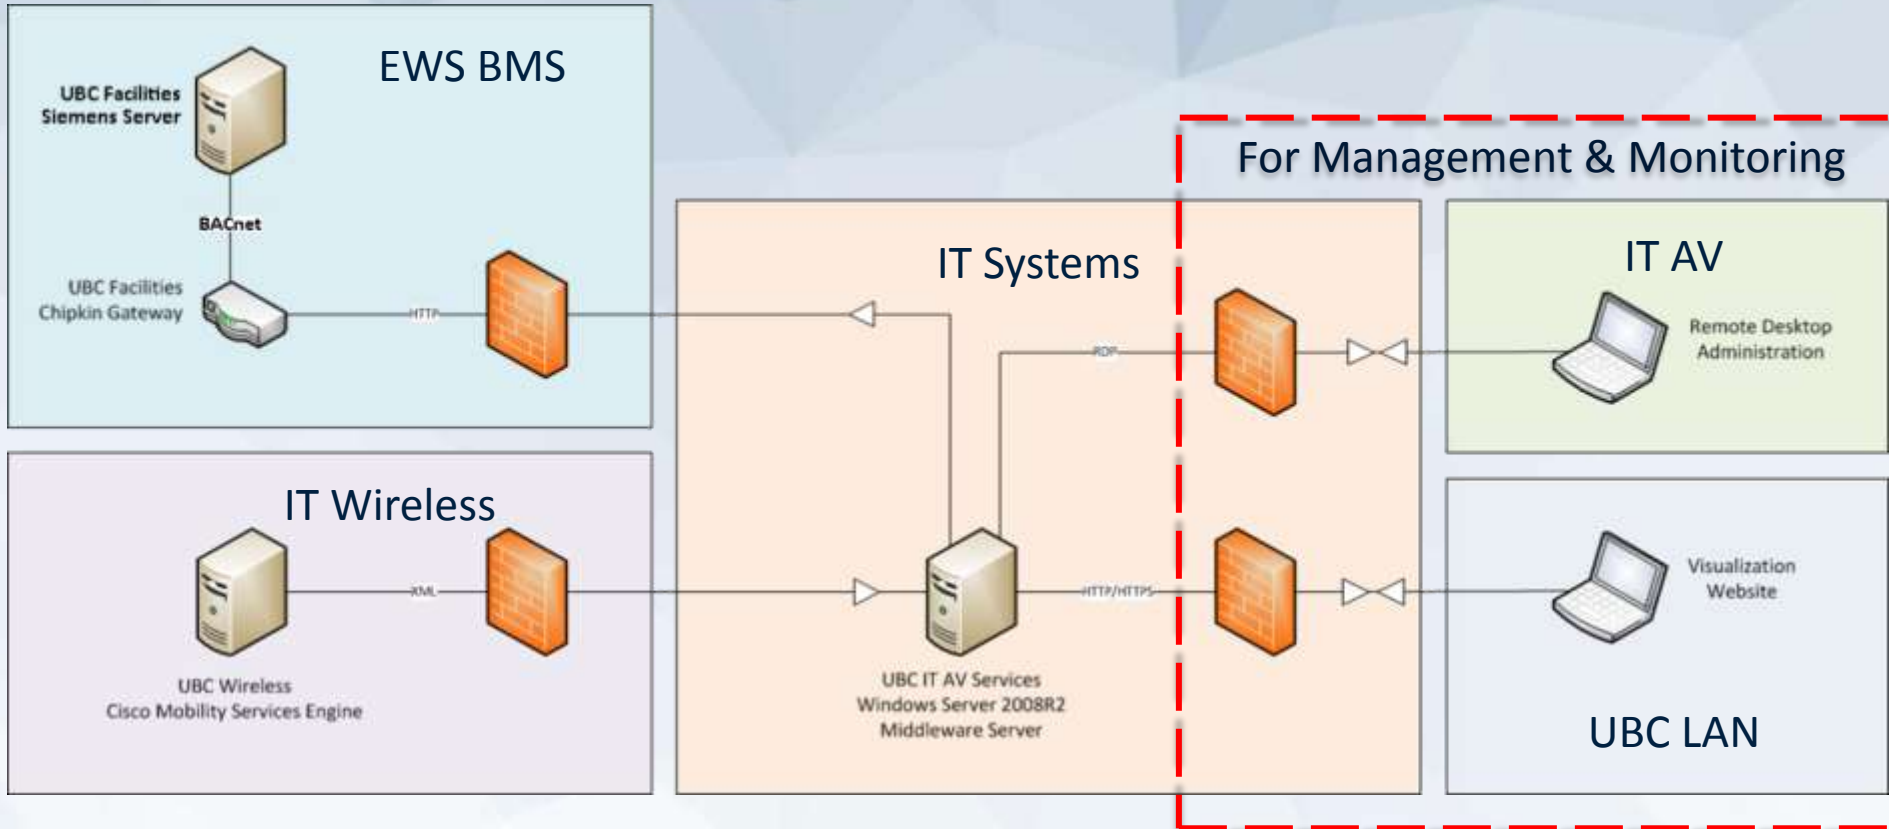 EWS BMS
UBC Facilities
Siemens Server
BACnet
UBC Facilities
Chipkin Gateway
HTTP
IT Wireless
XML
UBC Wireless
Cisco Mobility Services Engine
IT Systems
RDP
HTTP/HTTPS
UBC IT AV Services
Windows Server 2008R2
Middleware Server
For Management & Monitoring
IT AV
Remote Desktop
Administration
Visualization
Website
UBC LAN